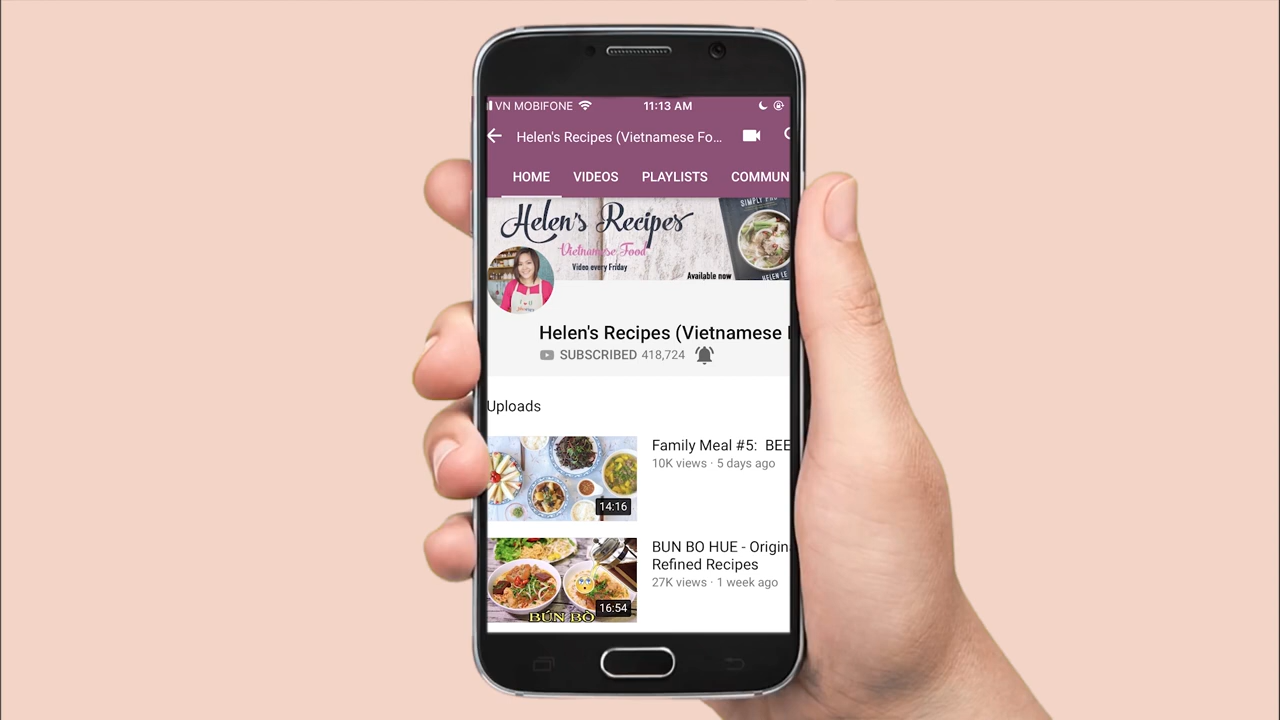 VN MOBIFONE 11:13 AM
Helen's Recipes (Vietnamese Fo...
HOME VIDEOS PLAYLISTS COMMUN
Helen's Recipes
Vietnamese Food
Video every Friday
Available now
HELEN LE
Helen's Recipes (Vietnamese
SUBSCRIBED 418,724
Uploads
Family Meal #5: BEE
10K views · 5 days ago
14:16
BUN BO HUE - Origin
Refined Recipes
27K views · 1 week ago
16:54
BÚN BÒ